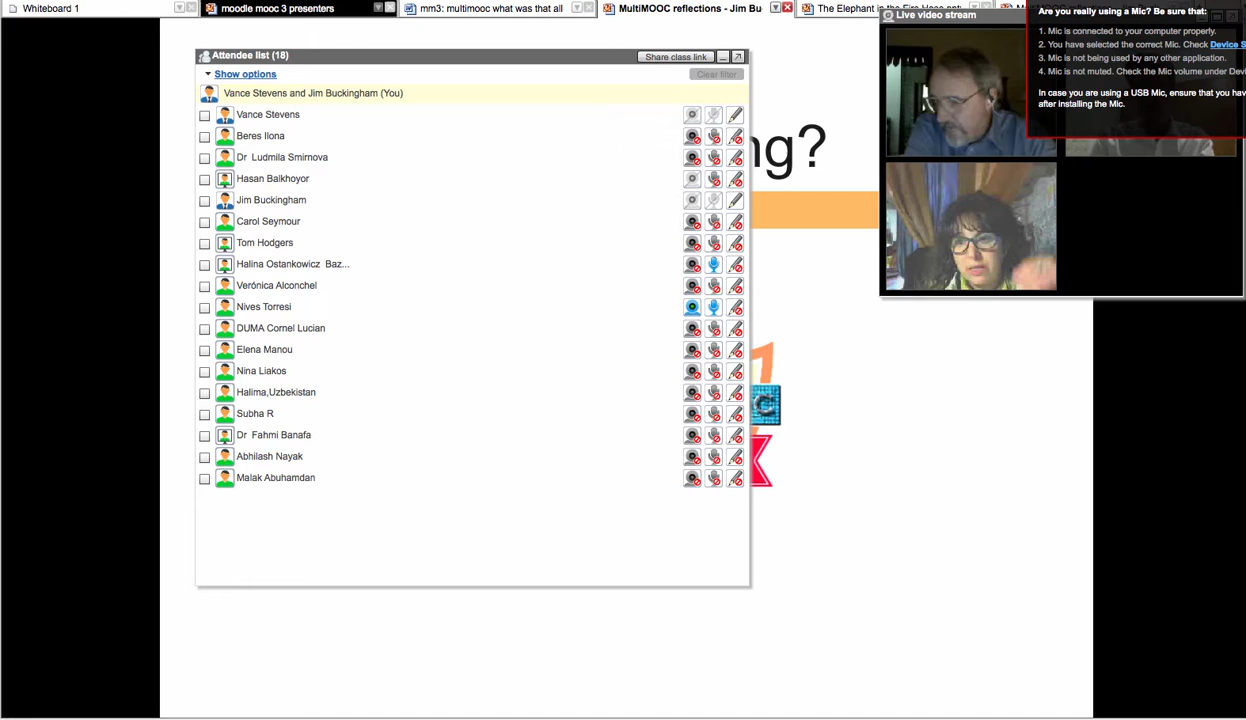 Whiteboard 1
moodle mooc 3 presenters
mm3: multimooc what was that all
MultiMOOC reflections - Jim Bu
The Elephant
Live video stream
Are you really using a Mic? Be sure that:
1. Mic is connected to your computer properly.
2. You have selected the correct Mic. Check Device S
3. Mic is not being used by any other application.
4. Mic is not muted. Check the Mic volume under Devi
In case you are using a USB Mic, ensure that you have
after installing the Mic.
Attendee list (18)
Share class link
Show options
Clear filter
Vance Stevens and Jim Buckingham (You)
Vance Stevens
Beres Ilona
Dr Ludmila Smirnova
Hasan Balkhoyor
Jim Buckingham
Carol Seymour
Tom Hodgers
Halina Ostankowicz Baz...
Verónica Alconchel
Nives Torresi
DUMA Cornel Lucian
Elena Manou
Nina Liakos
Halima,Uzbekistan
Subha R
Dr Fahmi Banafa
Abhilash Nayak
Malak Abuhamdan
ng?
C